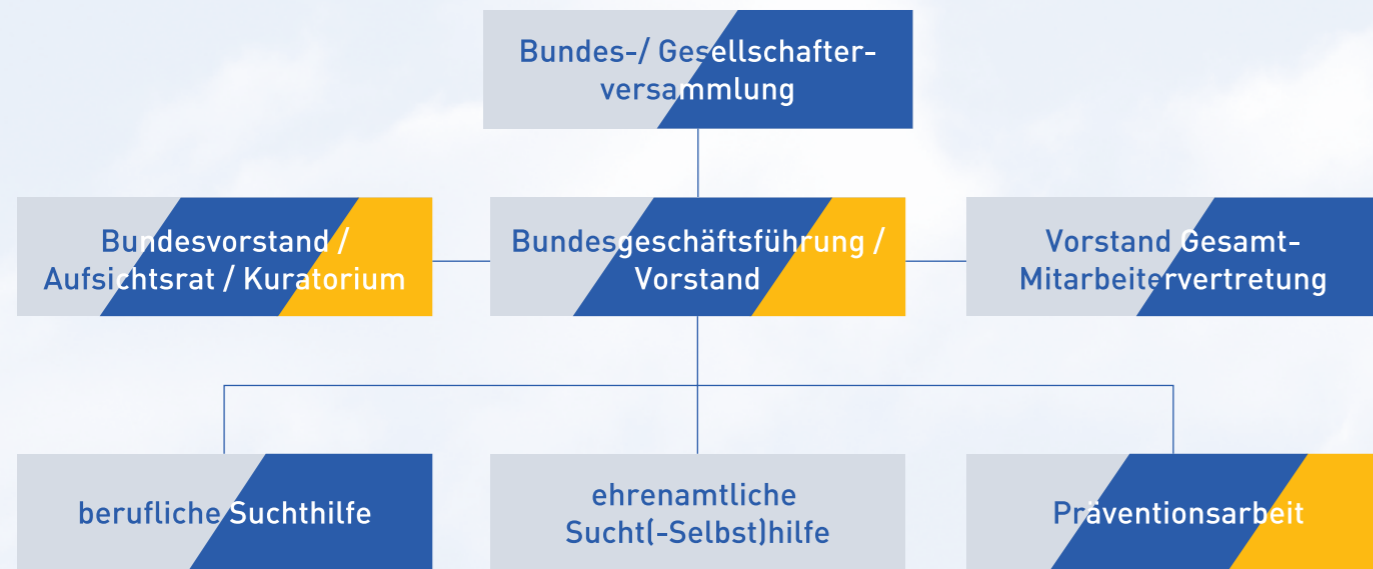 Bundes-/ Gesellschafter-
versammlung
Bundesvorstand /
Aufsichtsrat / Kuratorium
Bundesgeschäftsführung /
Vorstand
Vorstand Gesamt-
Mitarbeitervertretung
berufliche Suchthilfe
ehrenamtliche
Sucht(-Selbst)hilfe
Präventionsarbeit